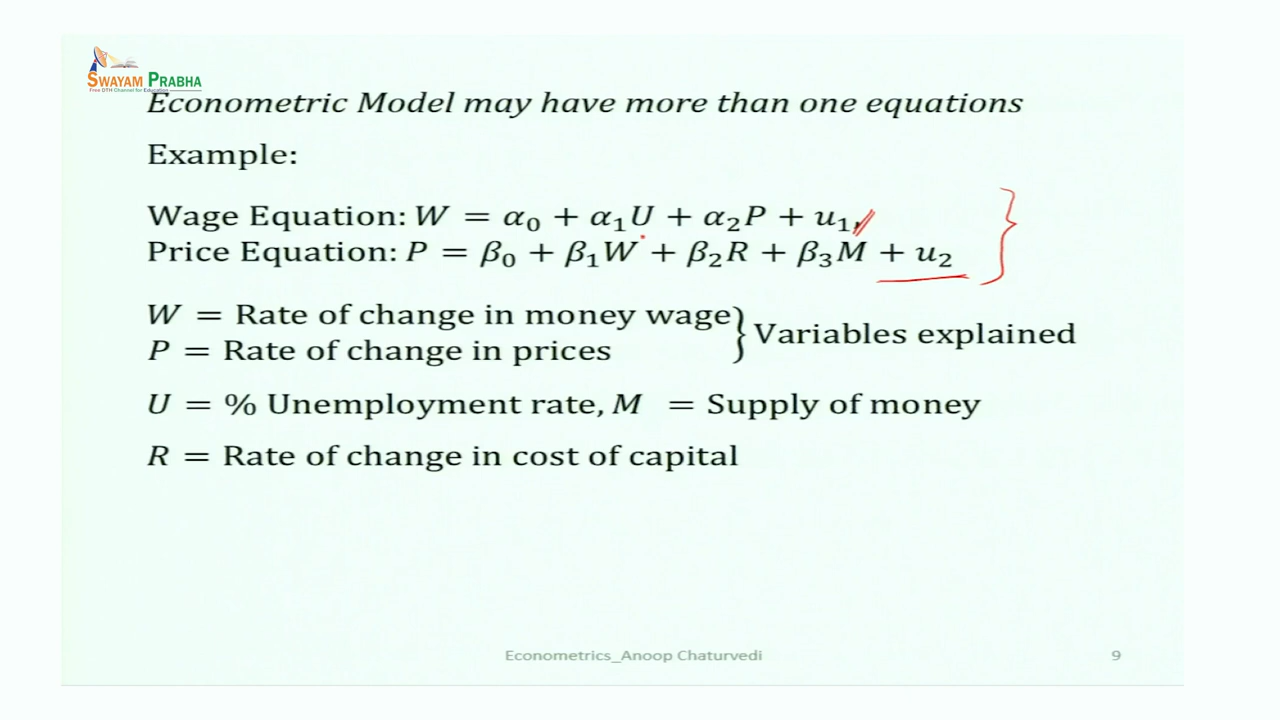 SWAYAM PRABHA
Free DTH Channel for Education
Econometric Model may have more than one equations
Example:
Wage Equation: W = α₀ + α₁U + α₂P + u₁,
Price Equation: P = β₀ + β₁W + β₂R + β₃M + u₂
W = Rate of change in money wage
P = Rate of change in prices
} Variables explained
U = % Unemployment rate, M = Supply of money
R = Rate of change in cost of capital
Econometrics_Anoop Chaturvedi 9